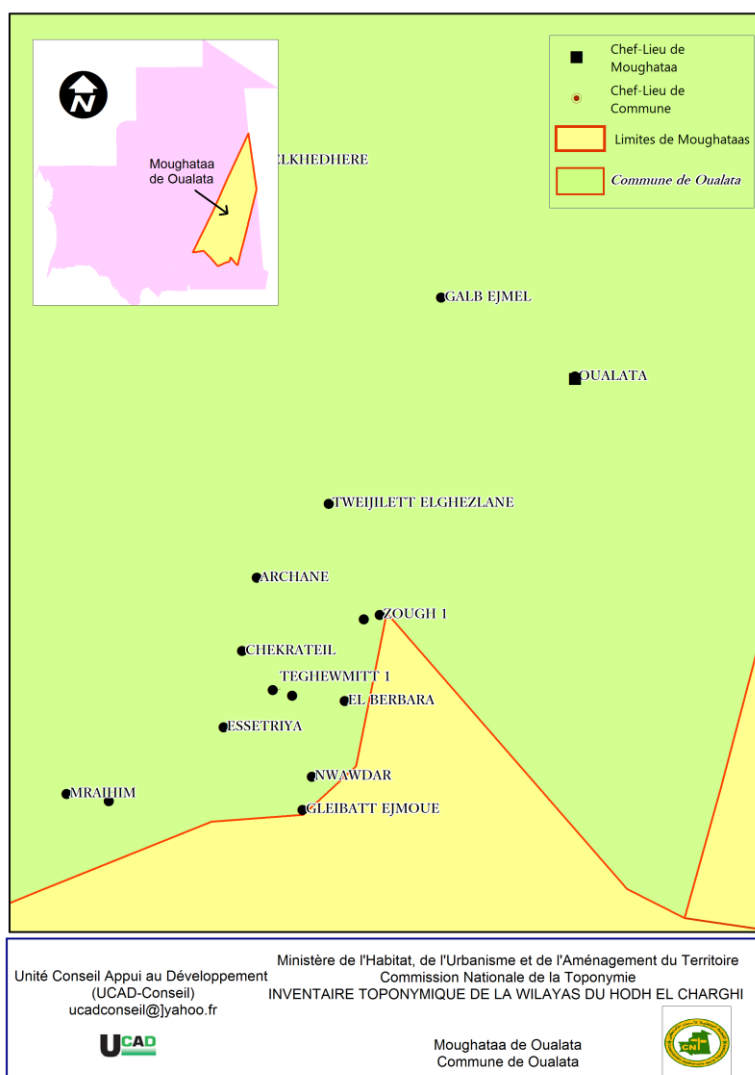 N
Moughataa
de Oualata
Chef-Lieu de
Moughataa
Chef-Lieu de
Commune
Limites de Moughataas
Commune de Oualata
ELKHEDHERE
GALB EJMEL
OUALATA
TWEIJILETT ELGHEZLANE
ARCHANE
ZOUGH 1
CHEKRATEIL
TEGHEWMITT 1
EL BERBARA
ESSETRIYA
NWAWDAR
MRAIHIM
GLEIBATT EJMOUE
Unité Conseil Appui au Développement
(UCAD-Conseil)
ucadconseil@]yahoo.fr
UCAD
Ministère de l'Habitat, de l'Urbanisme et de l'Aménagement du Territoire
Commission Nationale de la Toponymie
INVENTAIRE TOPONYMIQUE DE LA WILAYAS DU HODH EL CHARGHI
Moughataa de Oualata
Commune de Oualata
CNT